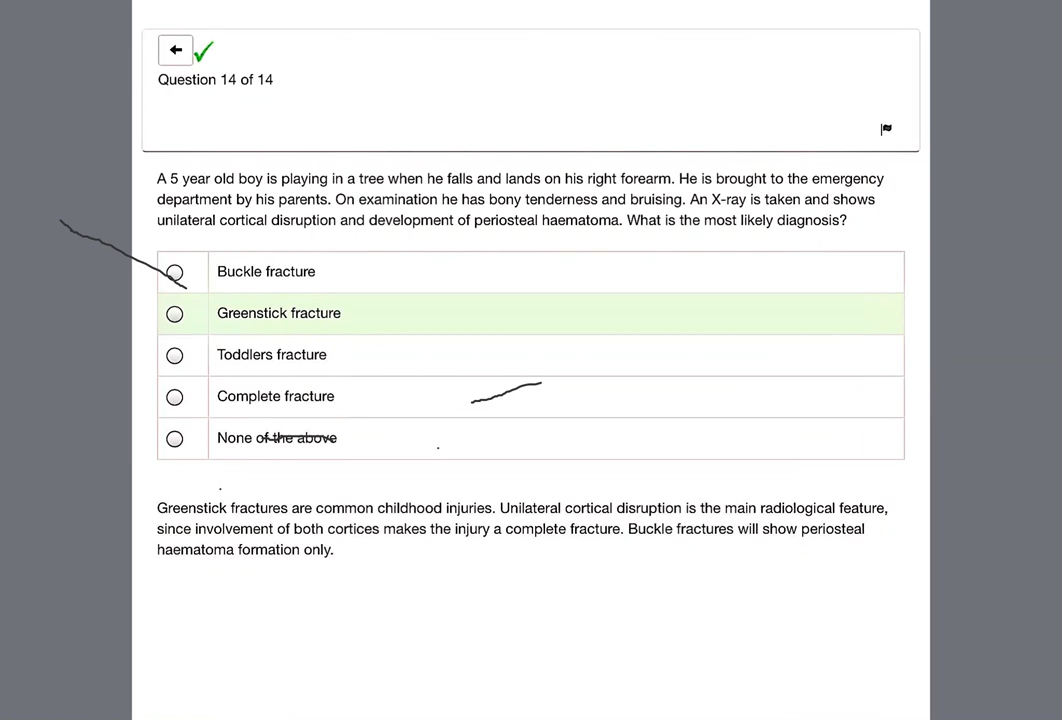 Question 14 of 14
A 5 year old boy is playing in a tree when he falls and lands on his right forearm. He is brought to the emergency
department by his parents. On examination he has bony tenderness and bruising. An X-ray is taken and shows
unilateral cortical disruption and development of periosteal haematoma. What is the most likely diagnosis?
Buckle fracture
Greenstick fracture
Toddlers fracture
Complete fracture
None of the above
Greenstick fractures are common childhood injuries. Unilateral cortical disruption is the main radiological feature,
since involvement of both cortices makes the injury a complete fracture. Buckle fractures will show periosteal
haematoma formation only.